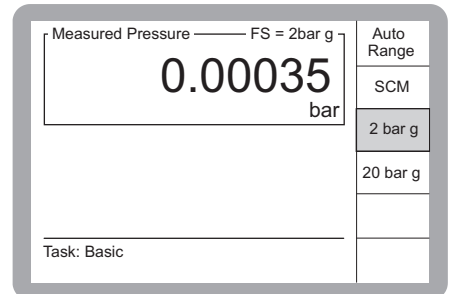 Measured Pressure FS = 2bar g
0.00035
bar
Task: Basic
Auto
Range
SCM
2 bar g
20 bar g